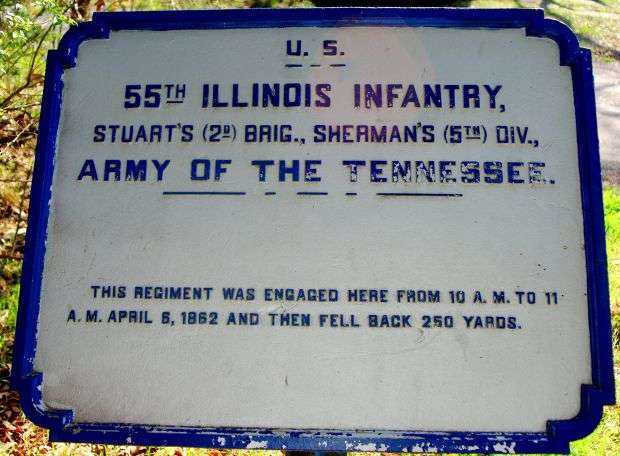 U. S.
55TH ILLINOIS INFANTRY,
STUART'S (2D) BRIG., SHERMAN'S (5TH) DIV.,
ARMY OF THE TENNESSEE.
THIS REGIMENT WAS ENGAGED HERE FROM 10 A. M. TO 11
A. M. APRIL 6, 1862 AND THEN FELL BACK 250 YARDS.